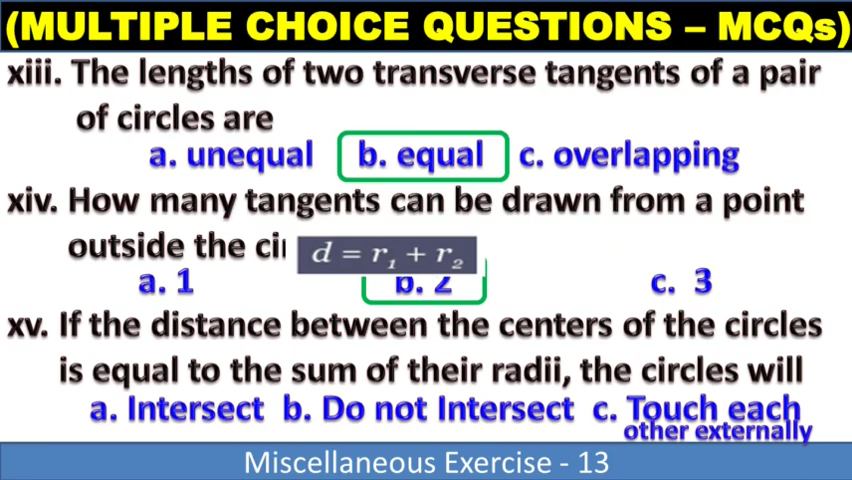 (MULTIPLE CHOICE QUESTIONS – MCQs)
xiii. The lengths of two transverse tangents of a pair
of circles are
a. unequal b. equal c. overlapping
xiv. How many tangents can be drawn from a point
outside the
d = r₁ + r₂
a. 1 b. 2 c. 3
xv. If the distance between the centers of the circles
is equal to the sum of their radii, the circles will
a. Intersect b. Do not Intersect c. Touch each
other externally
Miscellaneous Exercise - 13